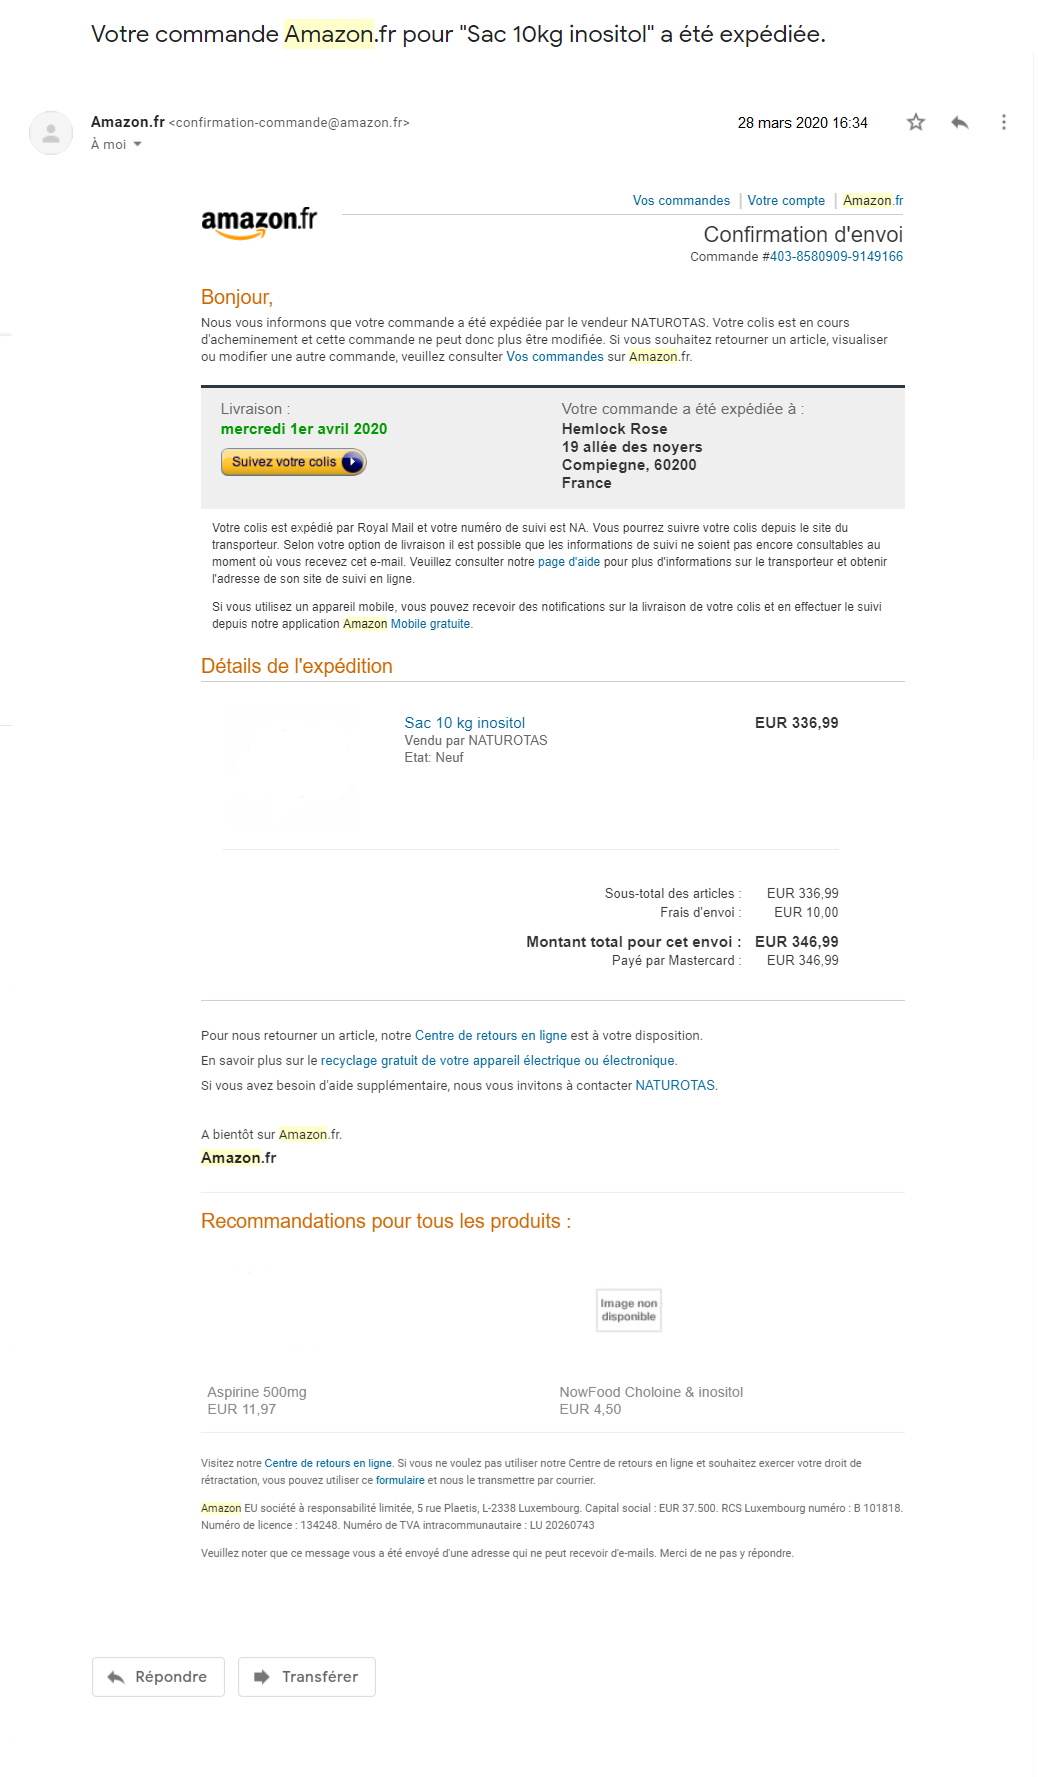 Votre commande Amazon.fr pour "Sac 10kg inositol" a été expédiée.
Amazon.fr <confirmation-commande@amazon.fr>
28 mars 2020 16:34
À moi
amazon.fr
Vos commandes | Votre compte | Amazon.fr
Confirmation d'envoi
Commande #403-8580909-9149166
Bonjour,
Nous vous informons que votre commande a été expédiée par le vendeur NATUROTAS. Votre colis est en cours
d'acheminement et cette commande ne peut donc plus être modifiée. Si vous souhaitez retourner un article, visualiser
ou modifier une autre commande, veuillez consulter Vos commandes sur Amazon.fr.
Livraison :
mercredi 1er avril 2020
Suivez votre colis
Votre commande a été expédiée à :
Hemlock Rose
19 allée des noyers
Compiegne, 60200
France
Votre colis est expédié par Royal Mail et votre numéro de suivi est NA. Vous pourrez suivre votre colis depuis le site du
transporteur. Selon votre option de livraison il est possible que les informations de suivi ne soient pas encore consultables au
moment où vous recevez cet e-mail. Veuillez consulter notre page d'aide pour plus d'informations sur le transporteur et obtenir
l'adresse de son site de suivi en ligne.
Si vous utilisez un appareil mobile, vous pouvez recevoir des notifications sur la livraison de votre colis et en effectuer le suivi
depuis notre application Amazon Mobile gratuite.
Détails de l'expédition
Sac 10 kg inositol
EUR 336,99
Vendu par NATUROTAS
Etat: Neuf
Sous-total des articles : EUR 336,99
Frais d'envoi : EUR 10,00
Montant total pour cet envoi : EUR 346,99
Payé par Mastercard : EUR 346,99
Pour nous retourner un article, notre Centre de retours en ligne est à votre disposition.
En savoir plus sur le recyclage gratuit de votre appareil électrique ou électronique.
Si vous avez besoin d'aide supplémentaire, nous vous invitons à contacter NATUROTAS.
A bientôt sur Amazon.fr.
Amazon.fr
Recommandations pour tous les produits :
Image non
disponible
Aspirine 500mg
EUR 11,97
NowFood Choloine & inositol
EUR 4,50
Visitez notre Centre de retours en ligne. Si vous ne voulez pas utiliser notre Centre de retours en ligne et souhaitez exercer votre droit de
rétractation, vous pouvez utiliser ce formulaire et nous le transmettre par courrier.
Amazon EU société à responsabilité limitée, 5 rue Plaetis, L-2338 Luxembourg. Capital social : EUR 37.500. RCS Luxembourg numéro : B 101818.
Numéro de licence : 134248. Numéro de TVA intracommunautaire : LU 20260743
Veuillez noter que ce message vous a été envoyé d'une adresse qui ne peut recevoir d'e-mails. Merci de ne pas y répondre.
Répondre
Transférer